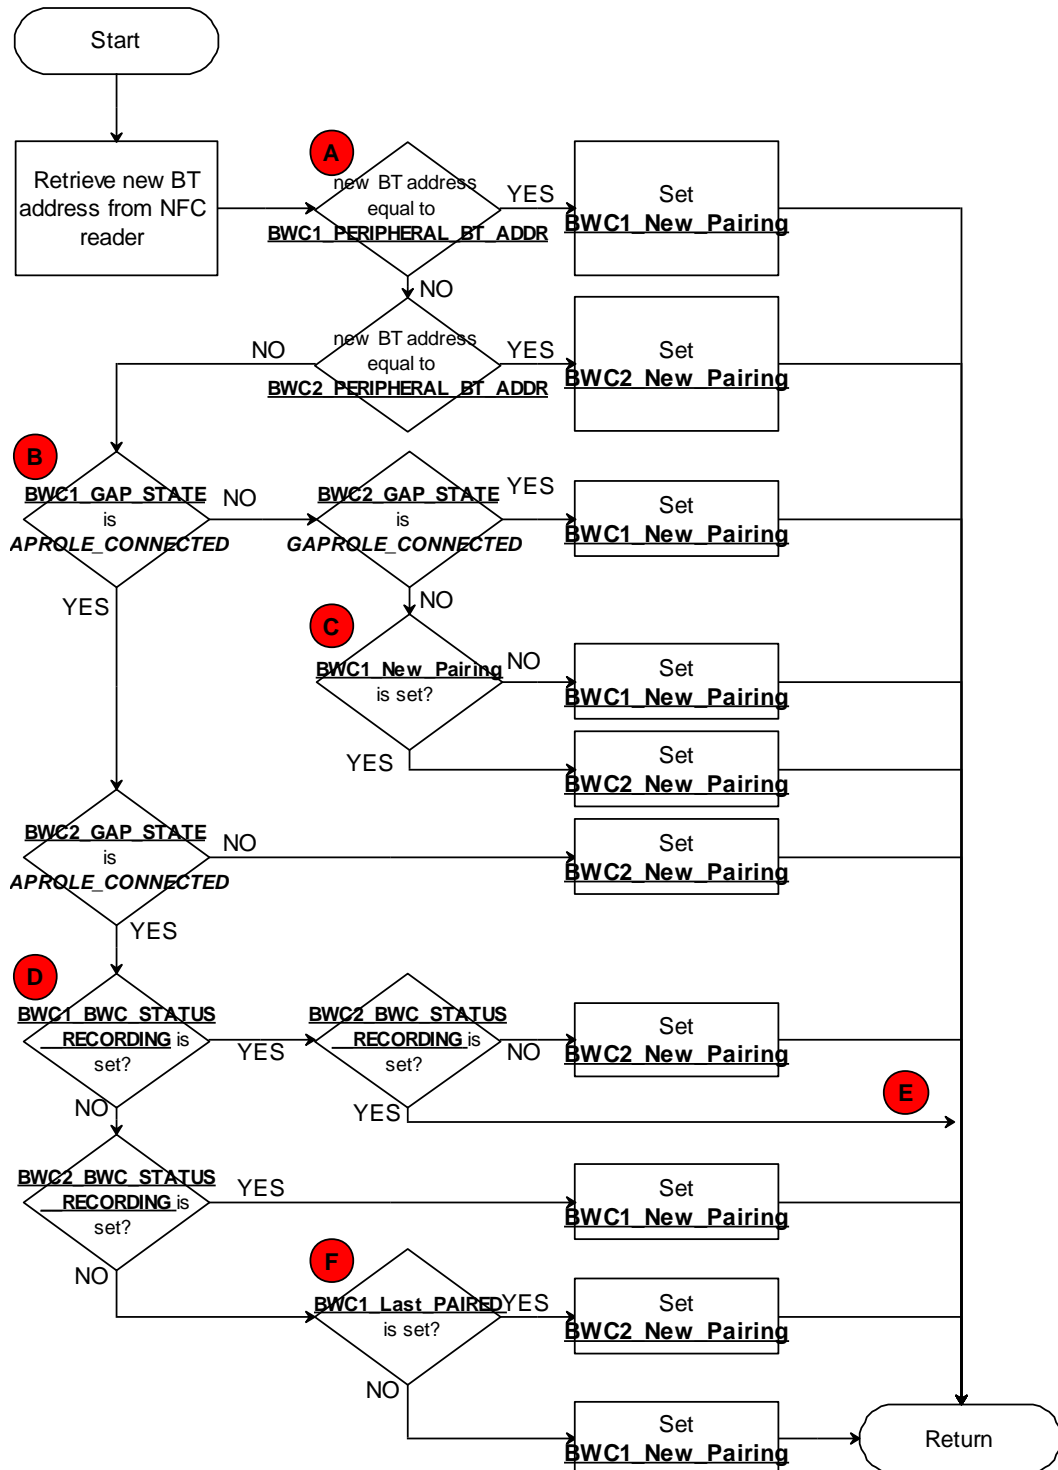 Start
Retrieve new BT
address from NFC
reader
A
new BT address
equal to
BWC1_PERIPHERAL_BT_ADDR
YES
Set
BWC1_New_Pairing
NO
new BT address
equal to
BWC2_PERIPHERAL_BT_ADDR
NO
YES
Set
BWC2_New_Pairing
B
BWC1_GAP_STATE
is
APROLE_CONNECTED
NO
BWC2_GAP_STATE
is
GAPROLE_CONNECTED
YES
Set
BWC1_New_Pairing
YES
NO
C
BWC1_New_Pairing
is set?
NO
Set
BWC1_New_Pairing
YES
Set
BWC2_New_Pairing
BWC2_GAP_STATE
is
APROLE_CONNECTED
NO
Set
BWC2_New_Pairing
YES
D
BWC1_BWC_STATUS
__RECORDING is
set?
YES
BWC2_BWC_STATUS
__RECORDING is
set?
NO
Set
BWC2_New_Pairing
NO
YES
E
BWC2_BWC_STATUS
__RECORDING is
set?
YES
Set
BWC1_New_Pairing
NO
F
BWC1_Last_PAIRED
is set?
YES
Set
BWC2_New_Pairing
NO
Set
BWC1_New_Pairing
Return